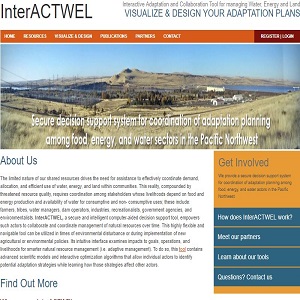 InterACTWEL
Interactive Adaptation and Collaboration Tool for managing Water, Energy and Land
VISUALIZE & DESIGN YOUR ADAPTATION PLANS
HOME RESOURCES VISUALIZE & DESIGN PUBLICATIONS PARTNERS CONTACT
REGISTER | LOGIN
Secure decision support system for coordination of adaptation planning
among food, energy, and water sectors in the Pacific Northwest
About Us
The limited nature of our shared resources drives the need for assistance to effectively coordinate demand,
allocation, and efficient use of water, energy, and land within communities. This reality, compounded by
threatened resource quality, requires coordination among stakeholders whose livelihoods depend on food and
energy production and availability of water for consumptive and non-consumptive uses; these include:
farmers, tribes, water managers, dam operators, industries, recreationalists, government agencies, and
environmentalists. InterACTWEL, a secure and intelligent computer-aided decision support tool, empowers
such actors to collaborate and coordinate management of natural resources over time. This highly flexible and
navigable tool can be utilized in times of environmental disturbance or during implementation of new
agricultural or environmental policies. Its intuitive interface examines impacts to goals, operations, and
livelihoods for smarter natural resource management (i.e. adaptive management). To do so, this tool contains
advanced scientific models and interactive optimization algorithms that allow individual actors to identify
potential adaptation strategies while learning how those strategies affect other actors.
Find Out More
Get Involved
We provide a secure decision support system
for coordination of adaptation planning among
food, energy, and water sectors in the Pacific
Northwest.
How does InterACTWEL work?
Meet our partners
Learn about our tools
Questions? Contact us